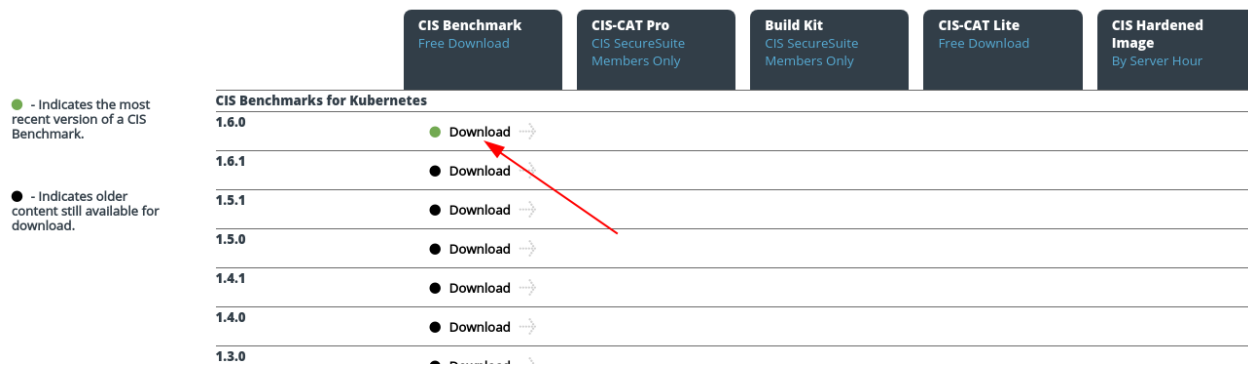 CIS Benchmark
Free Download
CIS-CAT Pro
CIS SecureSuite
Members Only
Build Kit
CIS SecureSuite
Members Only
CIS-CAT Lite
Free Download
CIS Hardened
Image
By Server Hour
- Indicates the most
recent version of a CIS
Benchmark.
- Indicates older
content still available for
download.
CIS Benchmarks for Kubernetes
1.6.0
Download
1.6.1
Download
1.5.1
Download
1.5.0
Download
1.4.1
Download
1.4.0
Download
1.3.0
Download